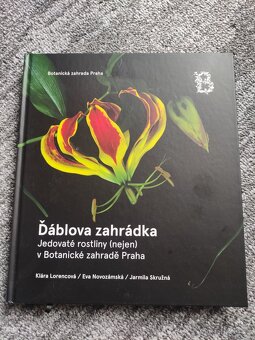 Botanická zahrada Praha
Ďáblova zahrádka
Jedovaté rostliny (nejen)
v Botanické zahradě Praha
Klára Lorencová / Eva Novozámská / Jarmila Skružná